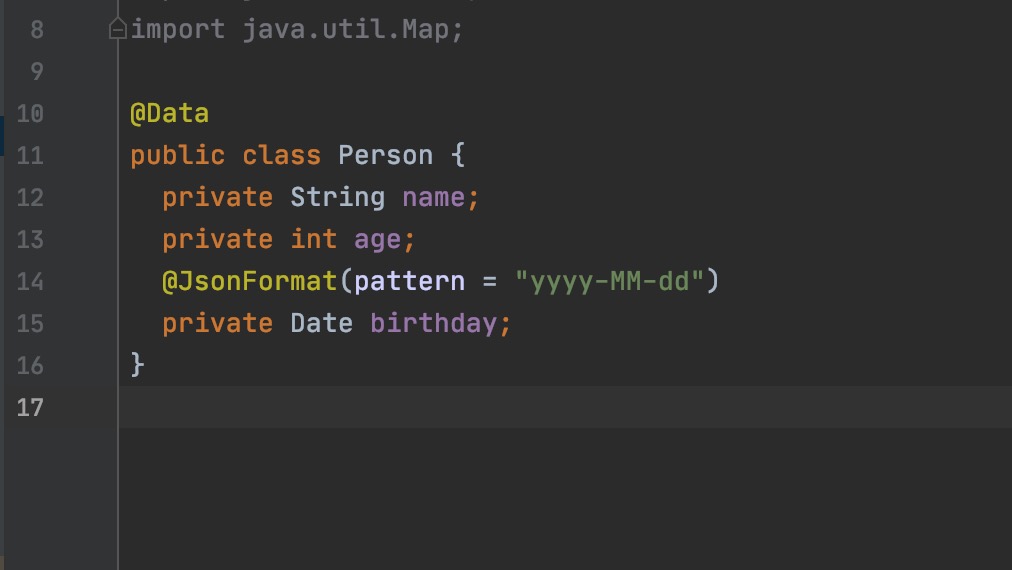 8 import java.util.Map;
9
10 @Data
11 public class Person {
12 private String name;
13 private int age;
14 @JsonFormat(pattern = "yyyy-MM-dd")
15 private Date birthday;
16 }
17